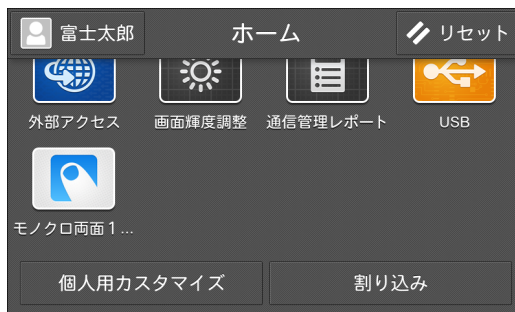 富士太郎
ホーム
リセット
外部アクセス
画面輝度調整
通信管理レポート
USB
モノクロ両面1...
個人用カスタマイズ
割り込み